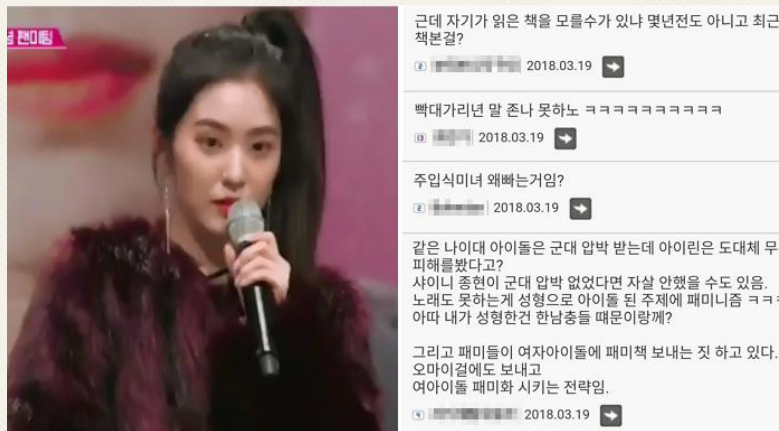 팬미팅
근데 자기가 읽은 책을 모를수가 있냐 몇년전도 아니고 최근
책본걸?
2018.03.19
빡대가리년 말 존나 못하노 ㅋㅋㅋㅋㅋㅋㅋㅋㅋㅋ
2018.03.19
주입식미녀 왜빠는거임?
2018.03.19
같은 나이대 아이돌은 군대 압박 받는데 아이린은 도대체 무
피해를봤다고?
샤이니 종현이 군대 압박 없었다면 자살 안했을 수도 있음.
노래도 못하는게 성형으로 아이돌 된 주제에 패미니즘 ㅋㅋ
아따 내가 성형한건 한남충들 떄문이랑께?
그리고 패미들이 여자아이돌에 패미책 보내는 짓 하고 있다.
오마이걸에도 보내고
여아이돌 패미화 시키는 전략임.
2018.03.19